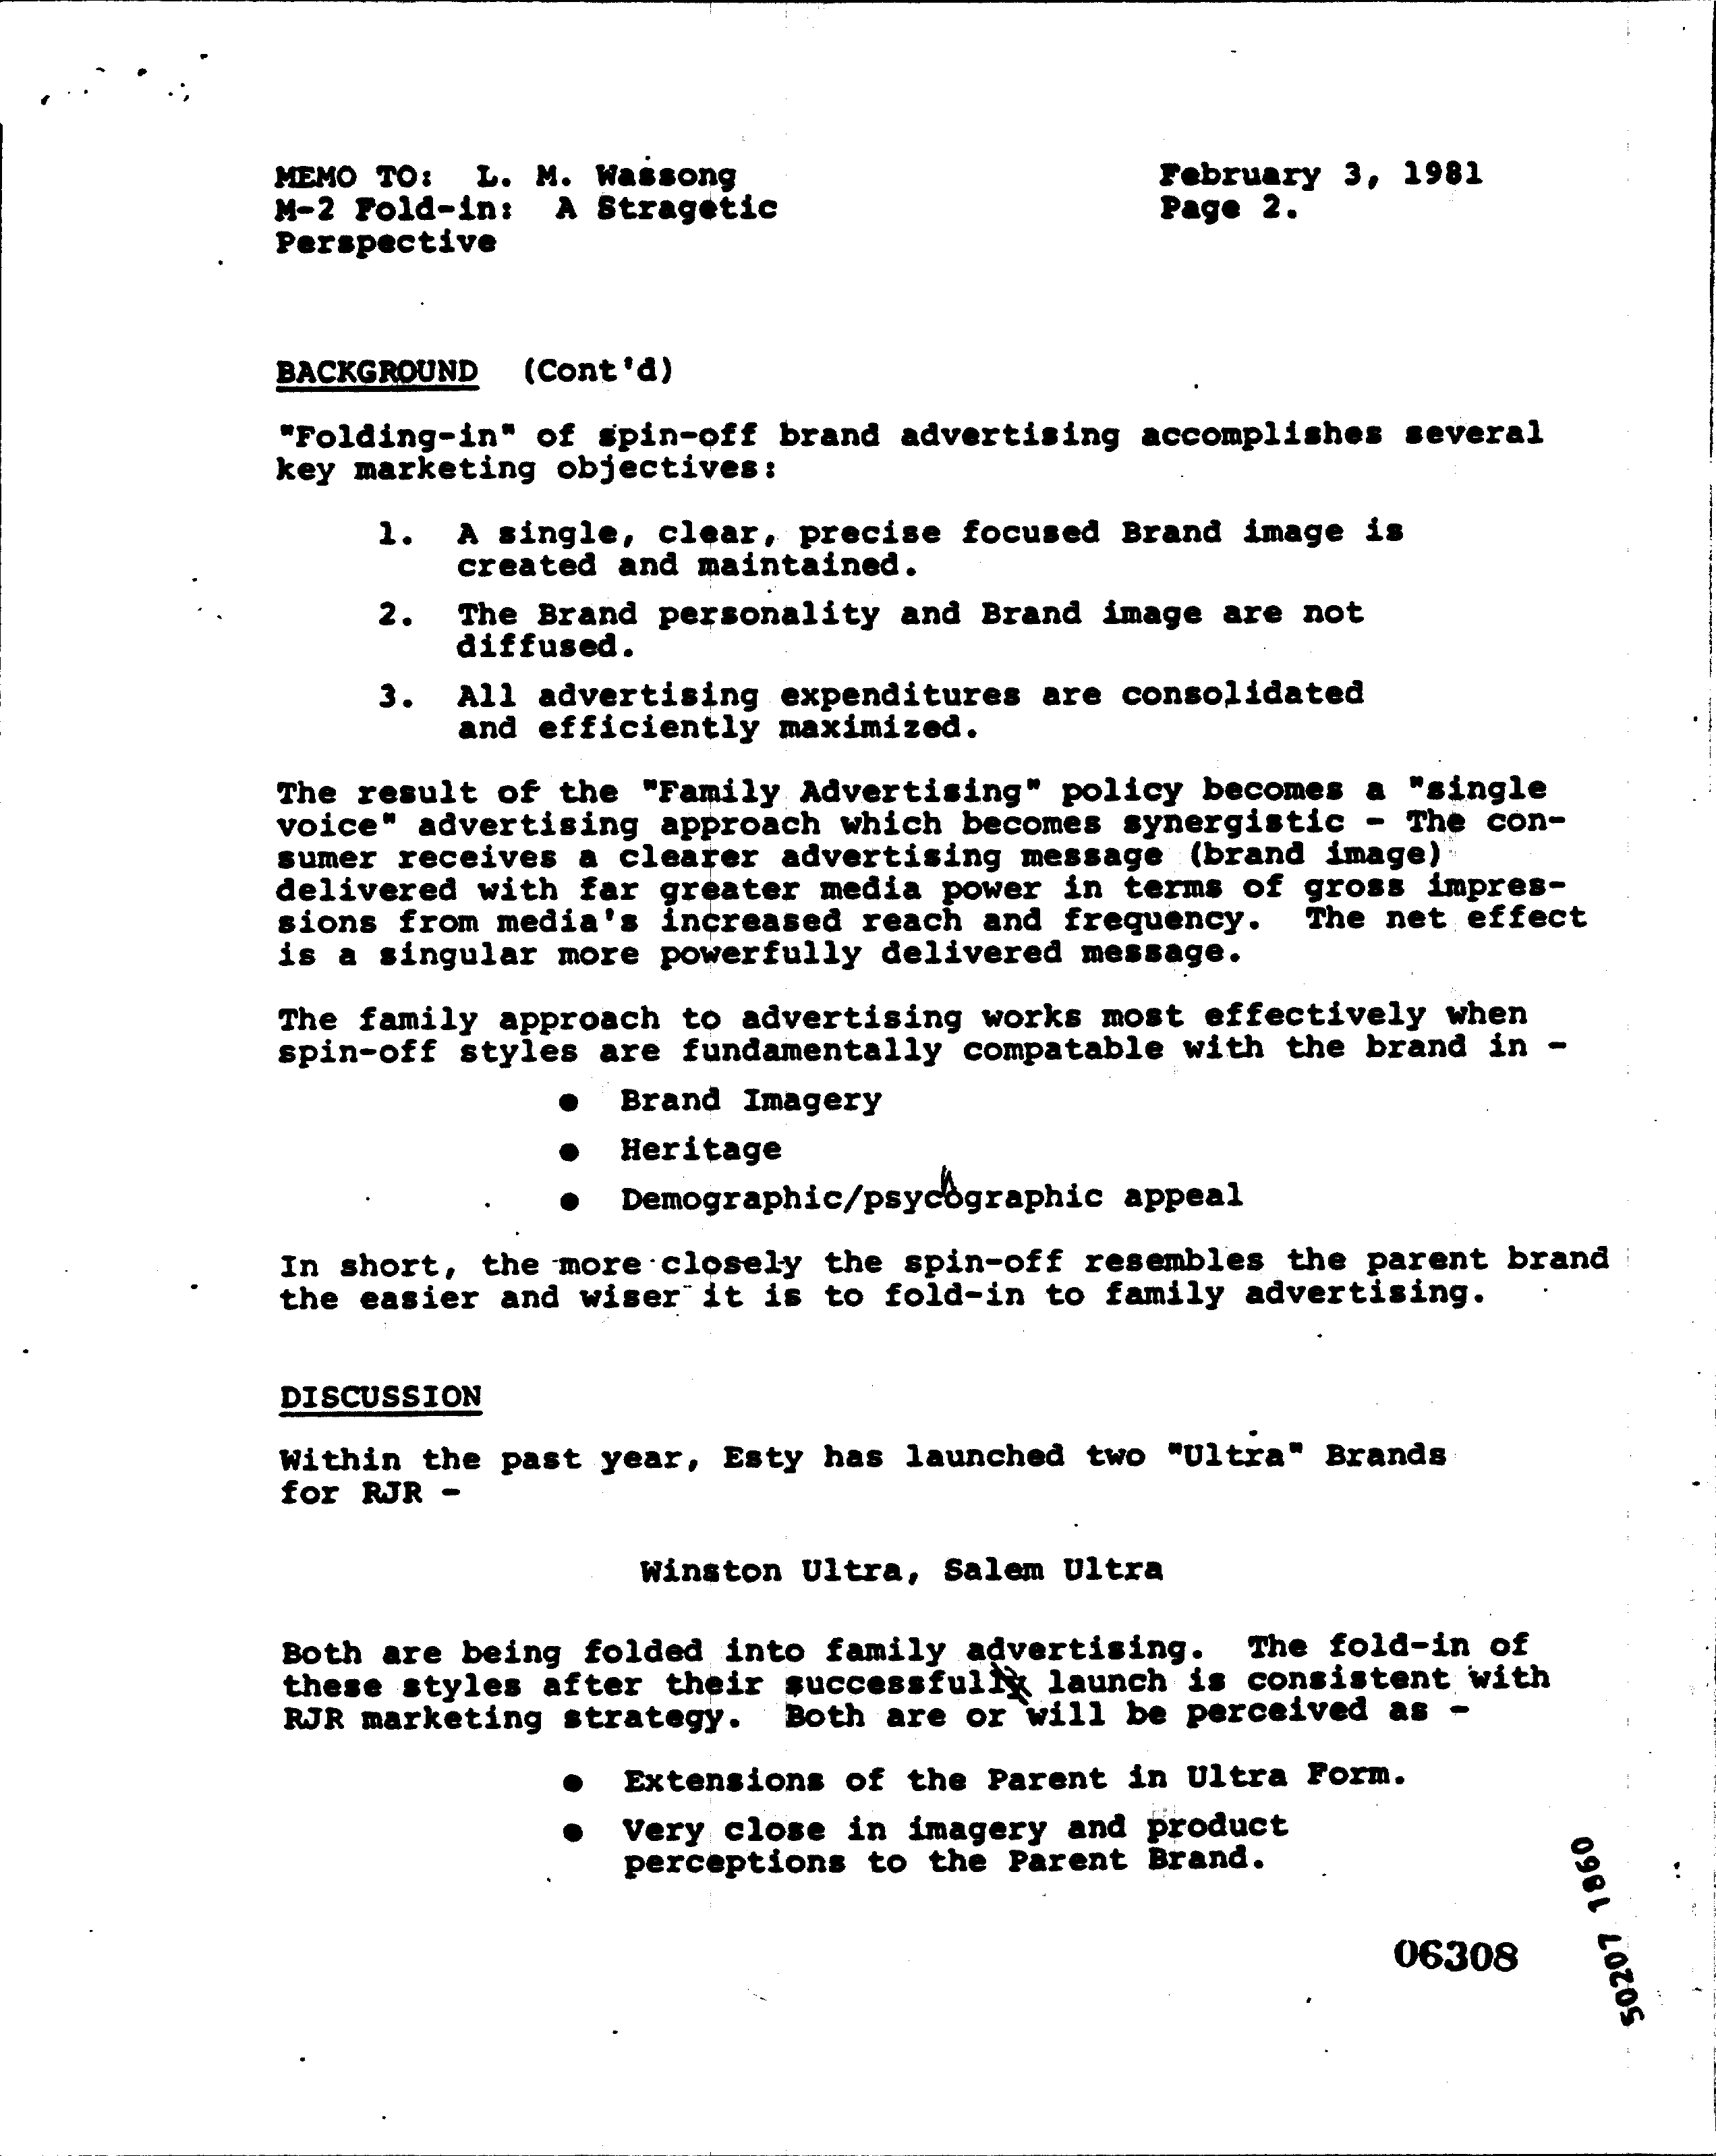 MEMO TO: L. M. Wassong
February 3, 1981
M-2 Fold-in: A Stragetic
Page 2.
Perspective
BACKGROUND (Cont'd)
"Folding-in" of spin-off brand advertising accomplishes several
key marketing objectives:
1. A single, clear, precise focused Brand image is
created and maintained.
2. The Brand personality and Brand image are not
diffused.
3. All advertising expenditures are consolidated
and efficiently maximized.
The result of the "Family Advertising" policy becomes a "single
voice" advertising approach which becomes synergistic - The con-
sumer receives a clearer advertising message (brand image)
delivered with far greater media power in terms of gross impres-
sions from media's increased reach and frequency. The net effect
is a singular more powerfully delivered message.
The family approach to advertising works most effectively when
spin-off styles are fundamentally compatable with the brand in -
● Brand Imagery
● Heritage
● Demographic/psychographic appeal
In short, the more closely the spin-off resembles the parent brand
the easier and wiser it is to fold-in to family advertising.
DISCUSSION
Within the past year, Esty has launched two "Ultra" Brands
for RJR -
Winston Ultra, Salem Ultra
Both are being folded into family advertising. The fold-in of
these styles after their successful launch is consistent with
RJR marketing strategy. Both are or will be perceived as -
● Extensions of the Parent in Ultra Form.
● Very close in imagery and product
perceptions to the Parent Brand.
06308
50207 1860